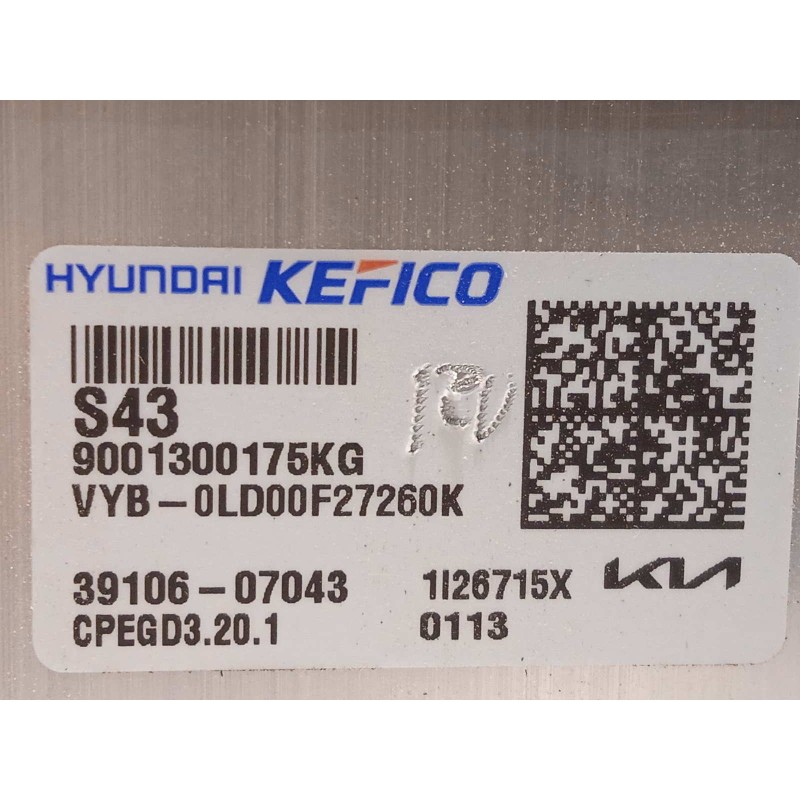 HYUNDAI KEFICO
S43
9001300175KG
VYB-0LD00F27260K
39106-07043
1I26715X
KIA
CPEGD3.20.1
0113